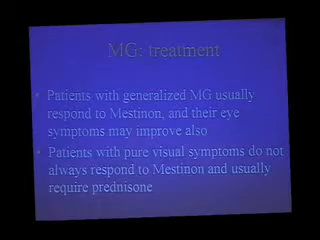 MG: treatment
• Patients with generalized MG usually
respond to Mestinon, and their eye
symptoms may improve also
• Patients with pure visual symptoms do not
always respond to Mestinon and usually
require prednisone